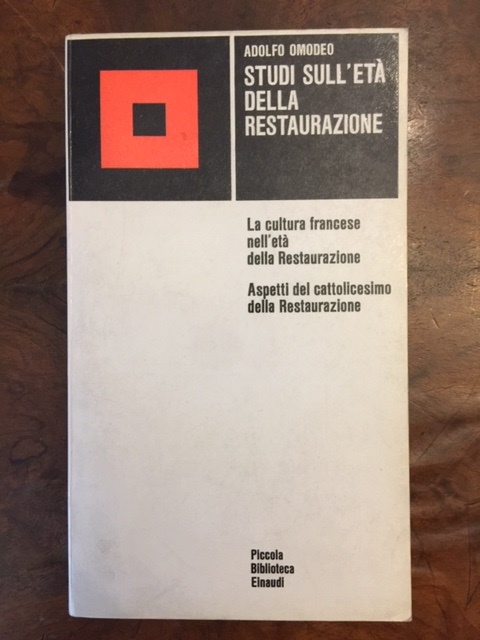 ADOLFO OMODEO
STUDI SULL'ETÀ
DELLA
RESTAURAZIONE
La cultura francese
nell'età
della Restaurazione
Aspetti del cattolicesimo
della Restaurazione
Piccola
Biblioteca
Einaudi